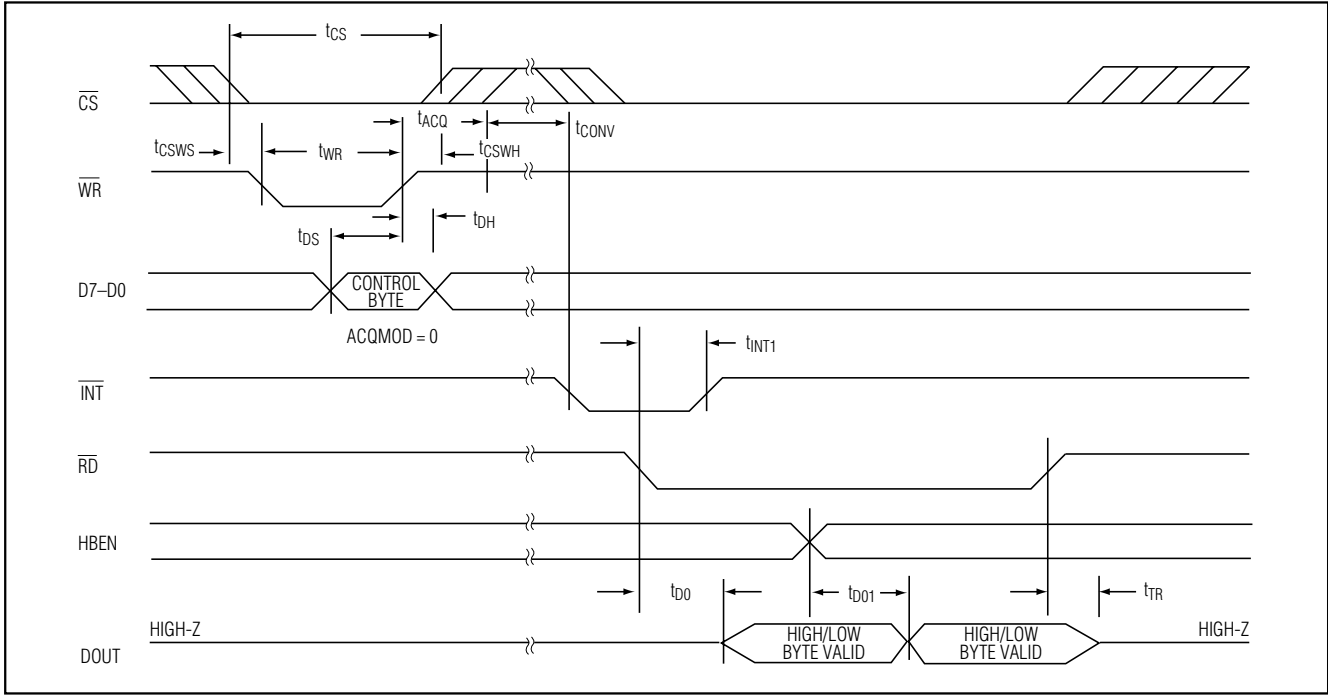 tCS
CS
tACQ
tCONV
tCSWS
tWR
tCSWH
WR
tDH
tDS
D7–D0
CONTROL
BYTE
ACQMOD = 0
tINT1
INT
RD
HBEN
tD0
tD01
tTR
HIGH-Z
HIGH/LOW
BYTE VALID
HIGH/LOW
BYTE VALID
HIGH-Z
DOUT